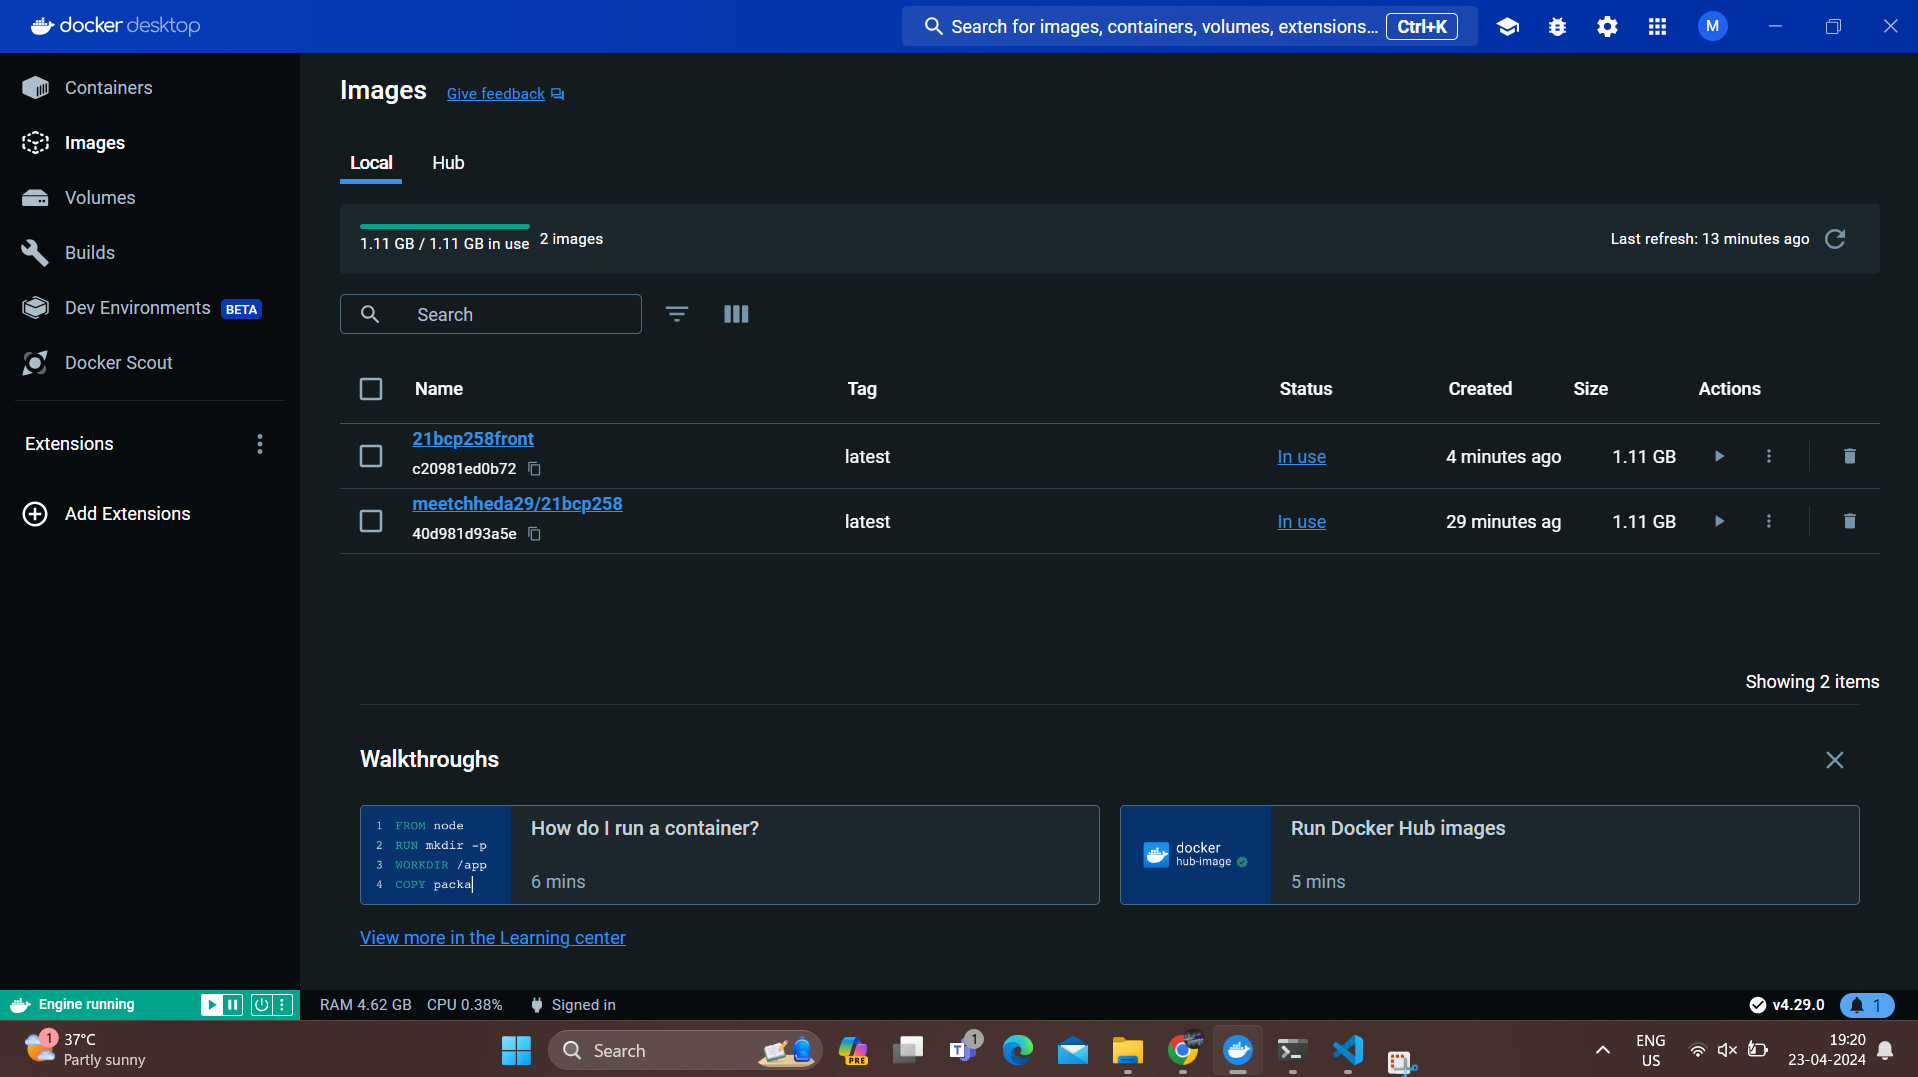 docker desktop
Search for images, containers, volumes, extensions... Ctrl+K
M
Containers
Images
Volumes
Builds
Dev Environments BETA
Docker Scout
Extensions
Add Extensions
Images Give feedback
Local Hub
1.11 GB / 1.11 GB in use 2 images
Last refresh: 13 minutes ago
Search
Name Tag Status Created Size Actions
21bcp258front
c20981ed0b72
latest In use 4 minutes ago 1.11 GB
meetchheda29/21bcp258
40d981d93a5e
latest In use 29 minutes ag 1.11 GB
Showing 2 items
Walkthroughs
1 FROM node
2 RUN mkdir -p
3 WORKDIR /app
4 COPY packa
How do I run a container?
6 mins
docker
hub-image
Run Docker Hub images
5 mins
View more in the Learning center
Engine running
RAM 4.62 GB CPU 0.38% Signed in
v4.29.0
1
1
37°C
Partly sunny
Search
PRE
T
1
ENG
US
19:20
23-04-2024